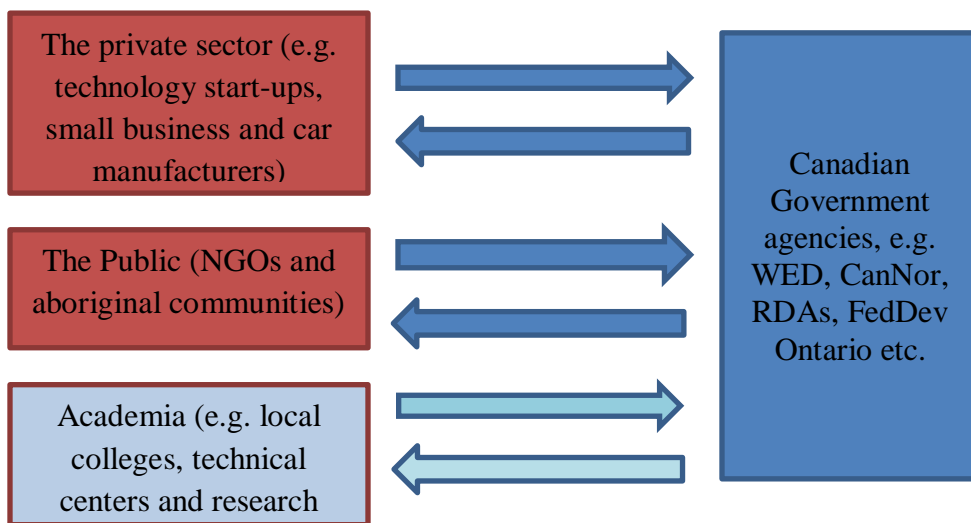 The private sector (e.g.
technology start-ups,
small business and car
manufacturers)
The Public (NGOs and
aboriginal communities)
Academia (e.g. local
colleges, technical
centers and research
Canadian
Government
agencies, e.g.
WED, CanNor,
RDAs, FedDev
Ontario etc.